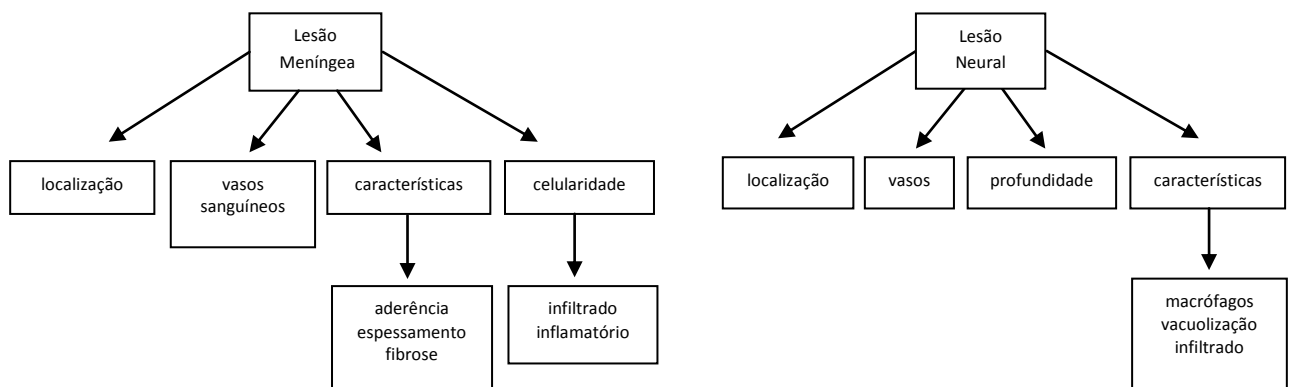 Lesão
Meníngea
localização
vasos
sanguíneos
características
celularidade
aderência
espessamento
fibrose
infiltrado
inflamatório
Lesão
Neural
localização
vasos
profundidade
características
macrófagos
vacuolização
infiltrado